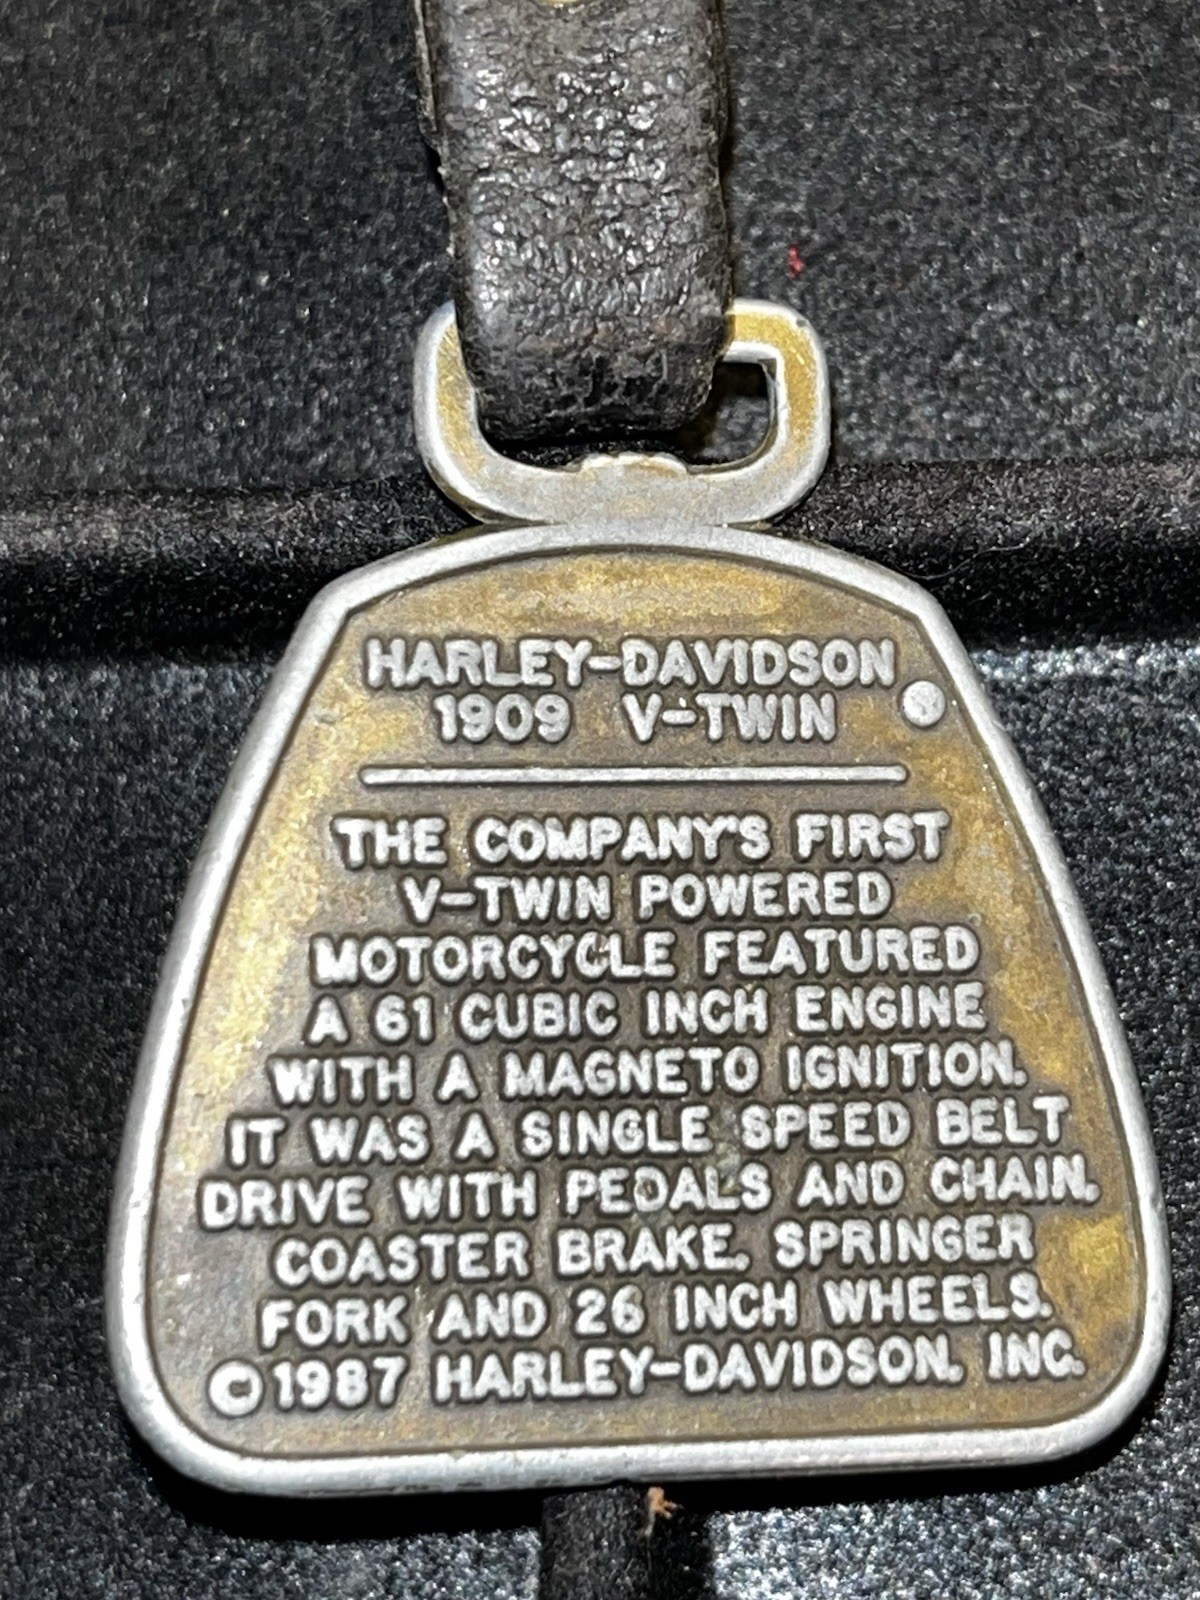 HARLEY-DAVIDSON
1909 V-TWIN
®
THE COMPANY'S FIRST
V-TWIN POWERED
MOTORCYCLE FEATURED
A 61 CUBIC INCH ENGINE
WITH A MAGNETO IGNITION.
IT WAS A SINGLE SPEED BELT
DRIVE WITH PEDALS AND CHAIN,
COASTER BRAKE, SPRINGER
FORK AND 26 INCH WHEELS.
©1987 HARLEY-DAVIDSON, INC.